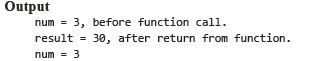 Output
num = 3, before function call.
result = 30, after return from function.
num = 3